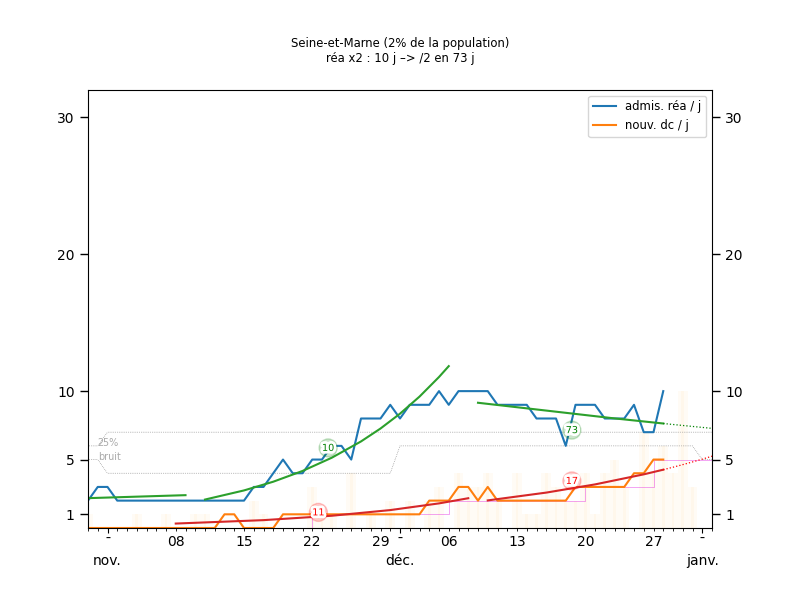 Seine-et-Marne (2% de la population)
réa x2 : 10 j –> /2 en 73 j
admis. réa / j
nouv. dc / j
30 30
20 20
10 10
25%
bruit
10
73
5 5
17
11
1 1
- 08 15 22 29 - 06 13 20 27 -
nov. déc. janv.